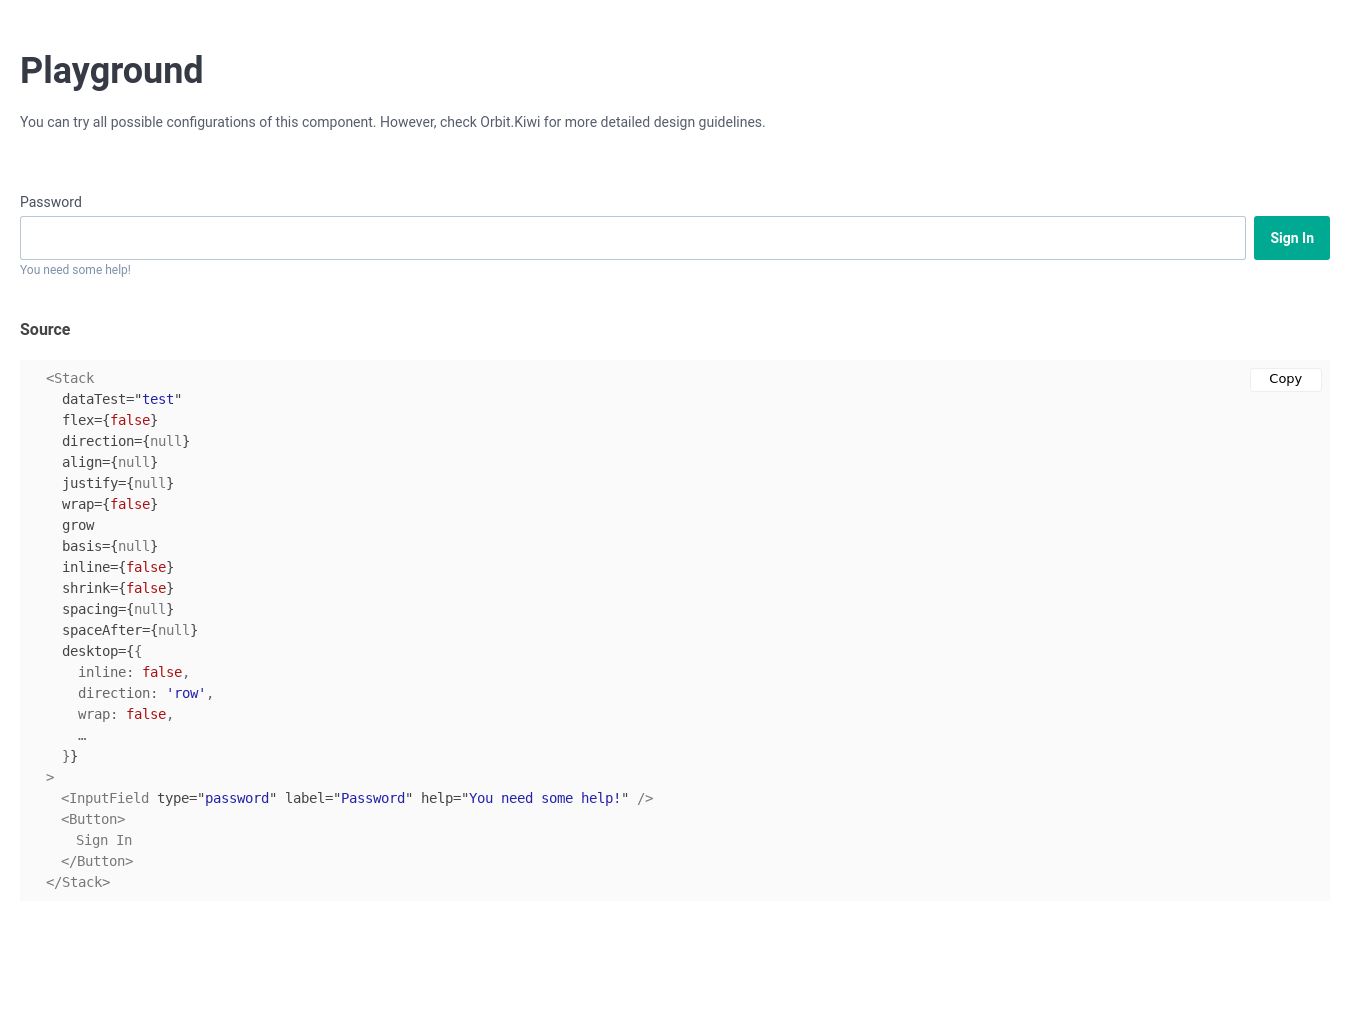 Playground
You can try all possible configurations of this component. However, check Orbit.Kiwi for more detailed design guidelines.
Password
Sign In
You need some help!
Source
Copy
<Stack
  dataTest="test"
  flex={false}
  direction={null}
  align={null}
  justify={null}
  wrap={false}
  grow
  basis={null}
  inline={false}
  shrink={false}
  spacing={null}
  spaceAfter={null}
  desktop={{
    inline: false,
    direction: 'row',
    wrap: false,
    …
  }}
>
  <InputField type="password" label="Password" help="You need some help!" />
  <Button>
    Sign In
  </Button>
</Stack>